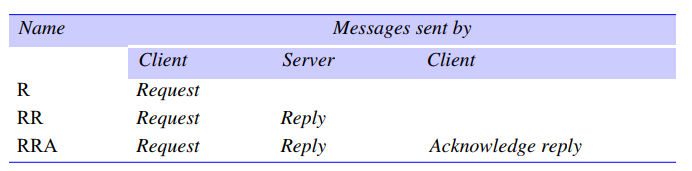 Name Messages sent by
Client Server Client
R Request
RR Request Reply
RRA Request Reply Acknowledge reply